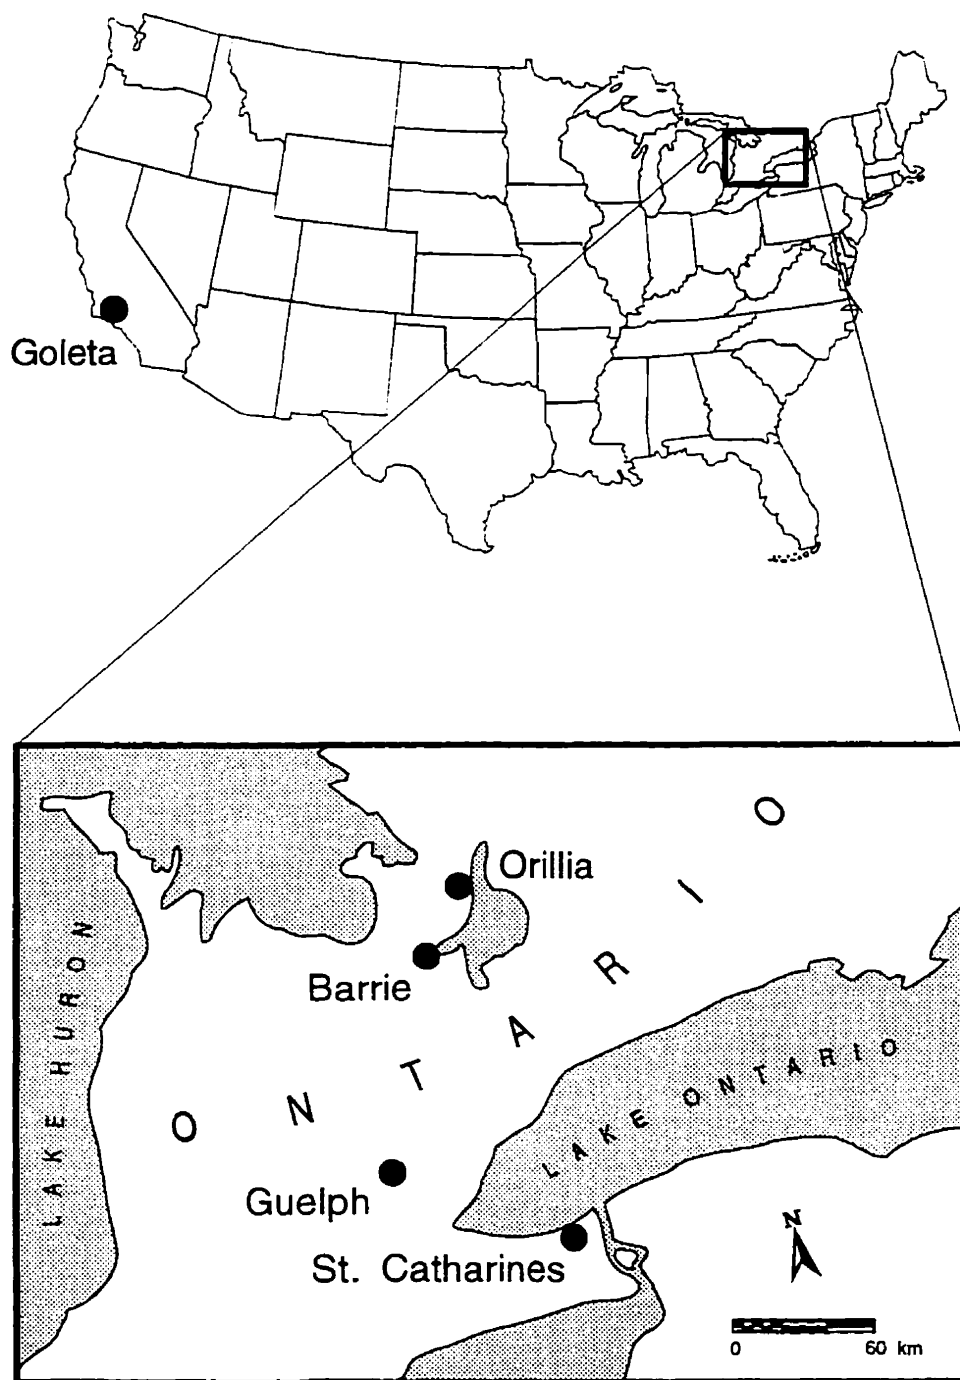 Goleta
Orillia
Barrie
LAKE HURON
ONTARIO
LAKE ONTARIO
Guelph
St. Catharines
N
0 60 km